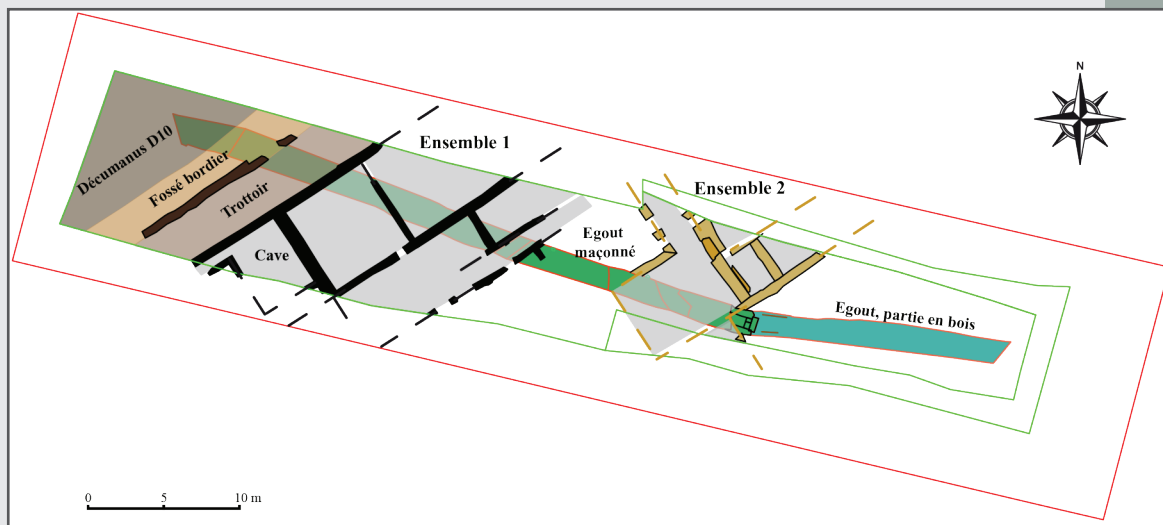 N
Décumanus D10
Fossé bordier
Trottoir
Ensemble 1
Cave
Egout
maçonné
Ensemble 2
Egout, partie en bois
0 5 10 m